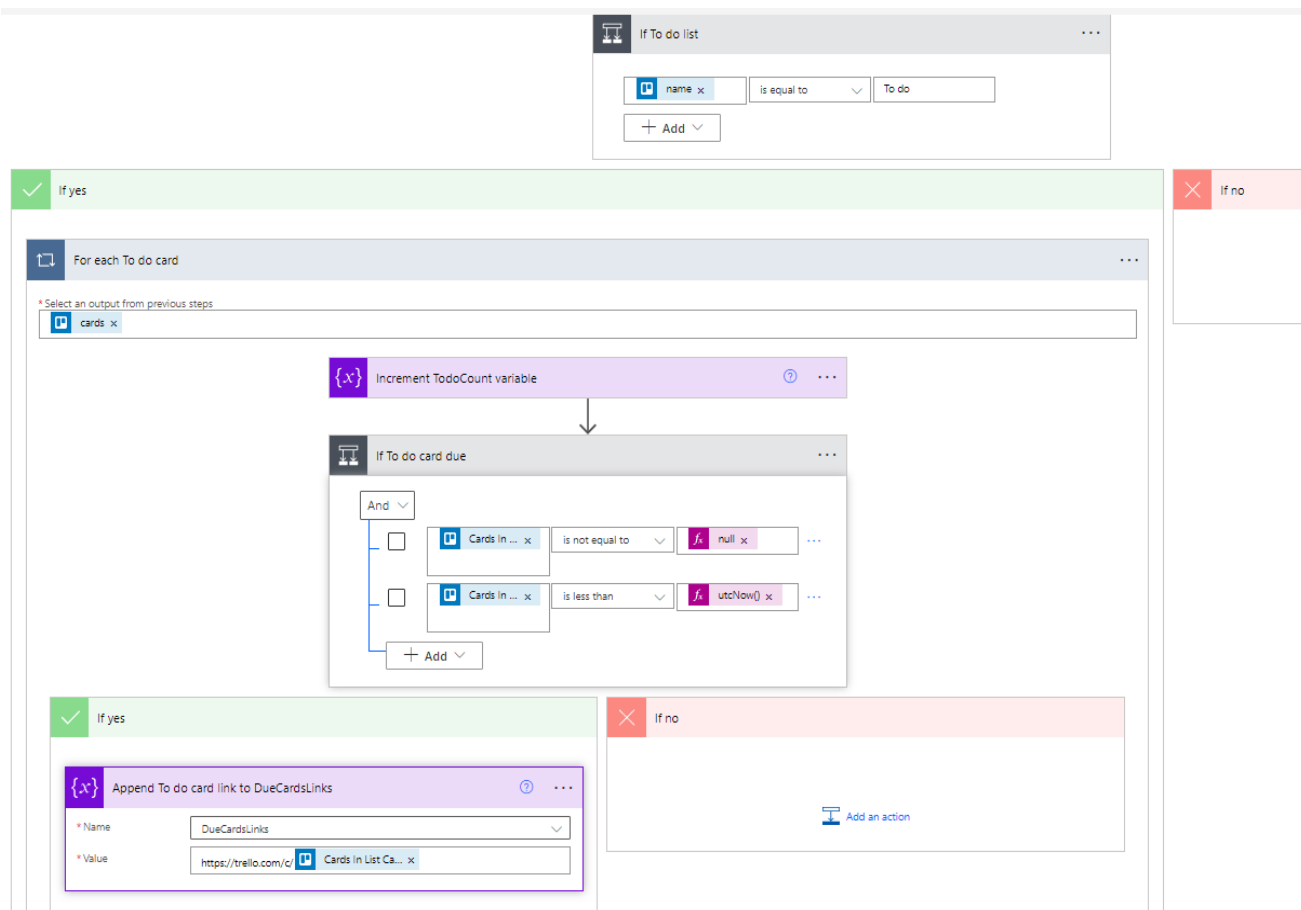 If To do list
name x is equal to To do
Add
If yes
If no
For each To do card
* Select an output from previous steps
cards x
{x} Increment TodoCount variable
If To do card due
And
Cards In ... x is not equal to fx null x
Cards In ... x is less than fx utcNow() x
Add
If yes
If no
{x} Append To do card link to DueCardsLinks
* Name DueCardsLinks
Add an action
* Value https://trello.com/c/ Cards In List Ca... x